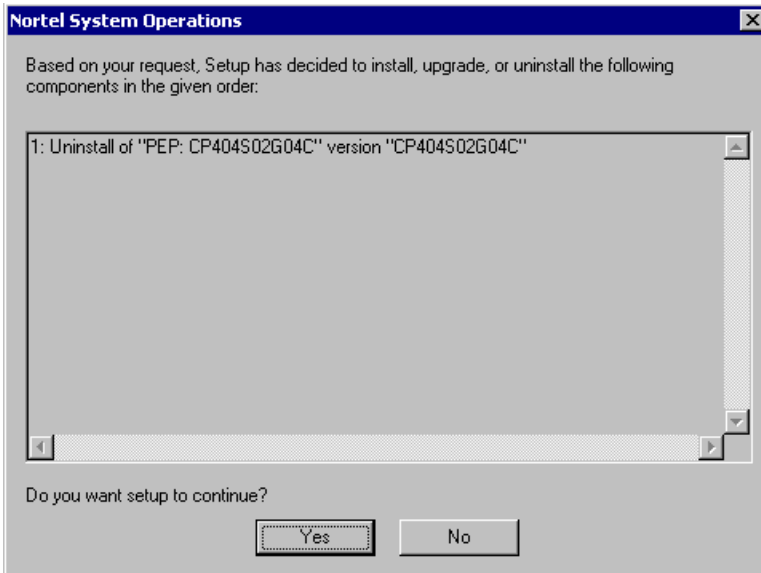 Nortel System Operations
Based on your request, Setup has decided to install, upgrade, or uninstall the following
components in the given order:
1: Uninstall of "PEP: CP404S02G04C" version "CP404S02G04C"
Do you want setup to continue?
Yes
No